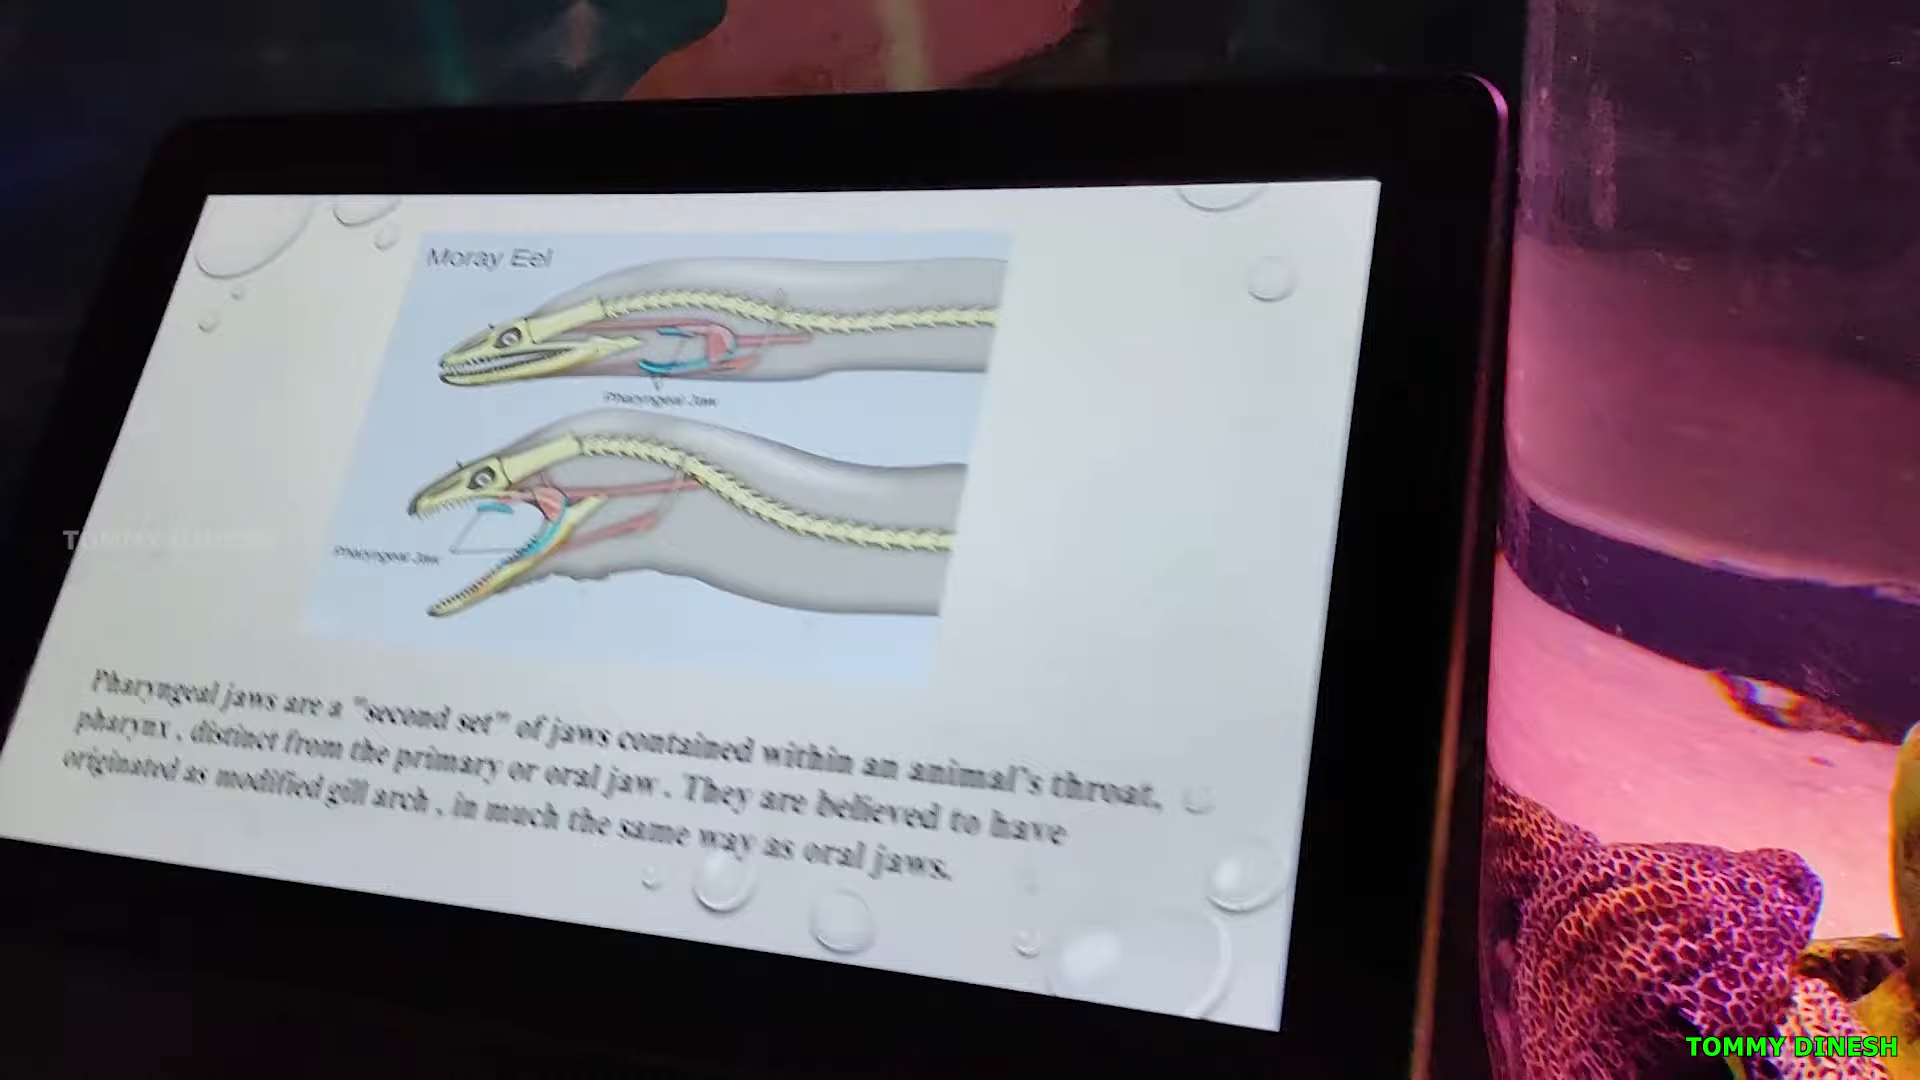 Moray Eel
Pharyngeal Jaw
Pharyngeal Jaw
Pharyngeal jaws are a "second set" of jaws contained within an animal's throat,
pharynx , distinct from the primary or oral jaw . They are believed to have
originated as modified gill arch , in much the same way as oral jaws.
TOMMY DINESH
TOMMY DINESH